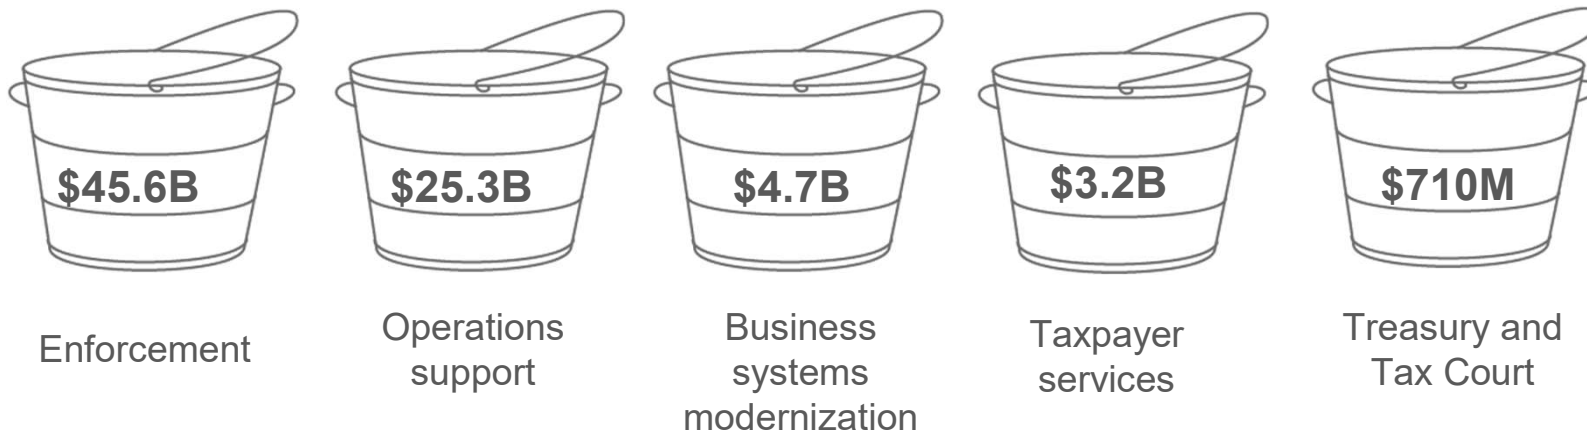 $45.6B
$25.3B
$4.7B
$3.2B
$710M
Enforcement
Operations
support
Business
systems
modernization
Taxpayer
services
Treasury and
Tax Court